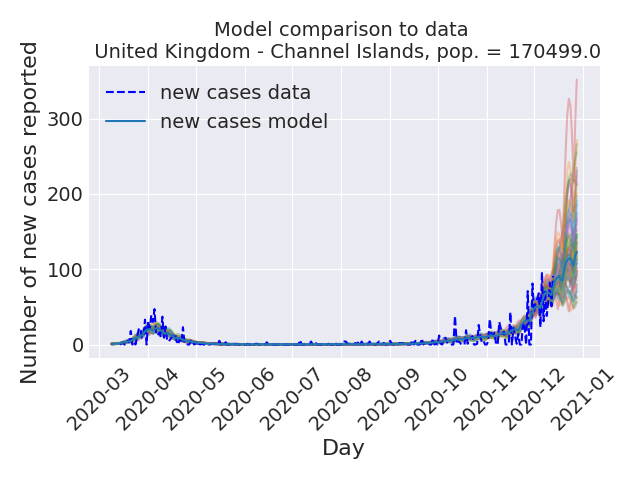 Model comparison to data
United Kingdom - Channel Islands, pop. = 170499.0
Number of new cases reported
new cases data
new cases model
300
200
100
0
2020-03
2020-04
2020-05
2020-06
2020-07
2020-08
2020-09
2020-10
2020-11
2020-12
2021-01
Day